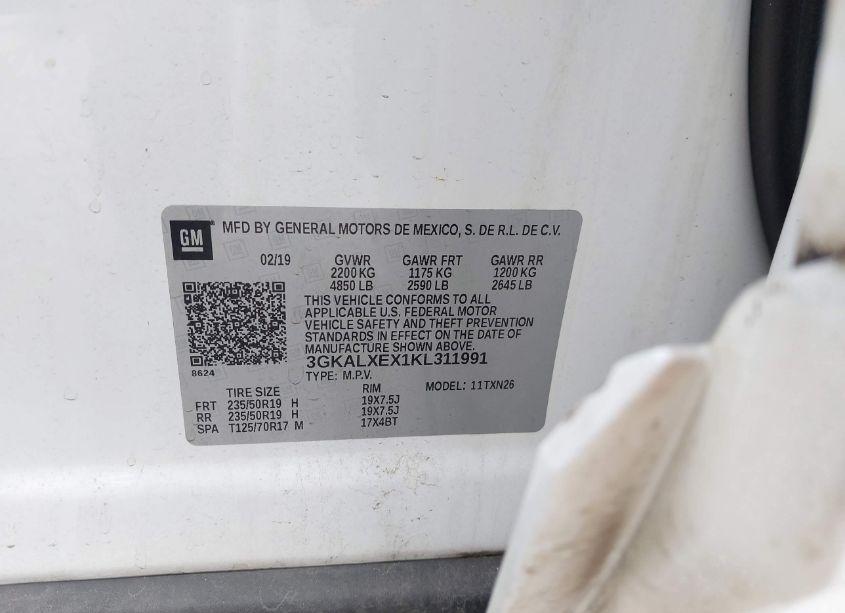 GM
MFD BY GENERAL MOTORS DE MEXICO, S. DE R.L. DE C.V.
02/19 GVWR GAWR FRT GAWR RR
2200 KG 1175 KG 1200 KG
4850 LB 2590 LB 2645 LB
THIS VEHICLE CONFORMS TO ALL
APPLICABLE U.S. FEDERAL MOTOR
VEHICLE SAFETY AND THEFT PREVENTION
STANDARDS IN EFFECT ON THE DATE OF
MANUFACTURE SHOWN ABOVE.
3GKALXEX1KL311991
8624
TYPE: M.P.V. MODEL: 11TXN26
TIRE SIZE RIM
FRT 235/50R19 H 19X7.5J
RR 235/50R19 H 19X7.5J
SPA T125/70R17 M 17X4BT